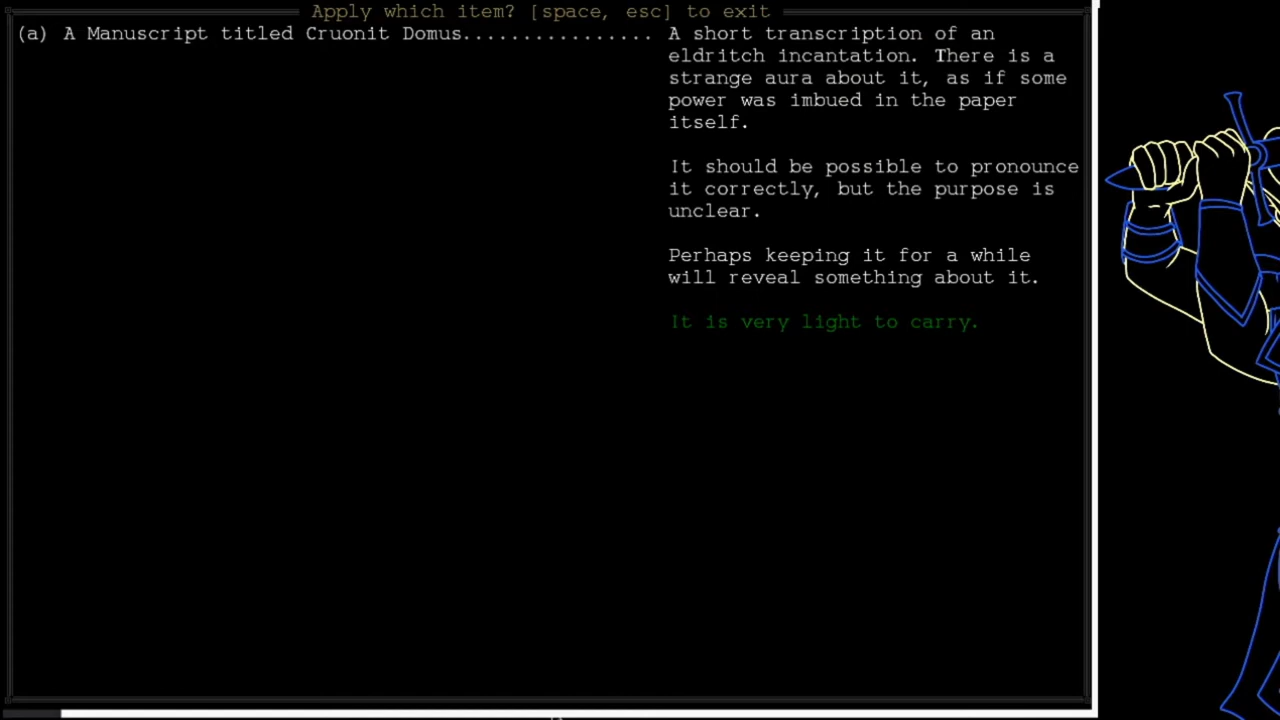 Apply which item? [space, esc] to exit
(a) A Manuscript titled Cruonit Domus................ A short transcription of an
eldritch incantation. There is a
strange aura about it, as if some
power was imbued in the paper
itself.
It should be possible to pronounce
it correctly, but the purpose is
unclear.
Perhaps keeping it for a while
will reveal something about it.
It is very light to carry.